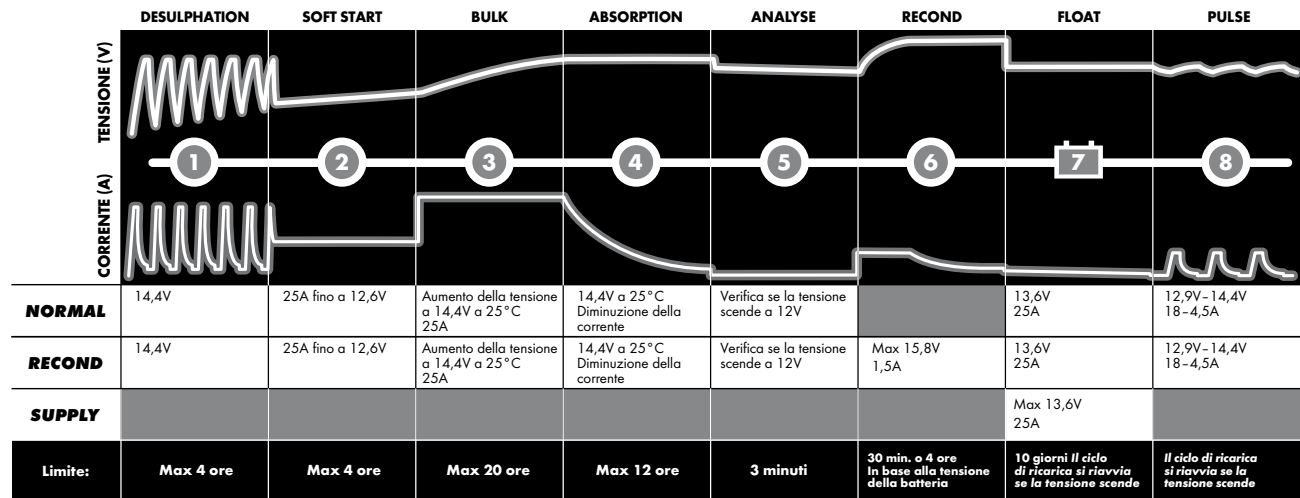 DESULPHATION SOFT START BULK ABSORPTION ANALYSE RECOND FLOAT PULSE
TENSIONE (V)
1 2 3 4 5 6 7 8
CORRENTE (A)
NORMAL
14,4V
25A fino a 12,6V
Aumento della tensione
a 14,4V a 25°C
25A
14,4V a 25°C
Diminuzione della
corrente
Verifica se la tensione
scende a 12V
13,6V
25A
12,9V–14,4V
18–4,5A
RECOND
14,4V
25A fino a 12,6V
Aumento della tensione
a 14,4V a 25°C
25A
14,4V a 25°C
Diminuzione della
corrente
Verifica se la tensione
scende a 12V
Max 15,8V
1,5A
13,6V
25A
12,9V–14,4V
18–4,5A
SUPPLY
Max 13,6V
25A
Limite:
Max 4 ore
Max 4 ore
Max 20 ore
Max 12 ore
3 minuti
30 min. o 4 ore
In base alla tensione
della batteria
10 giorni Il ciclo
di ricarica si riavvia
se la tensione scende
Il ciclo di ricarica
si riavvia se la
tensione scende